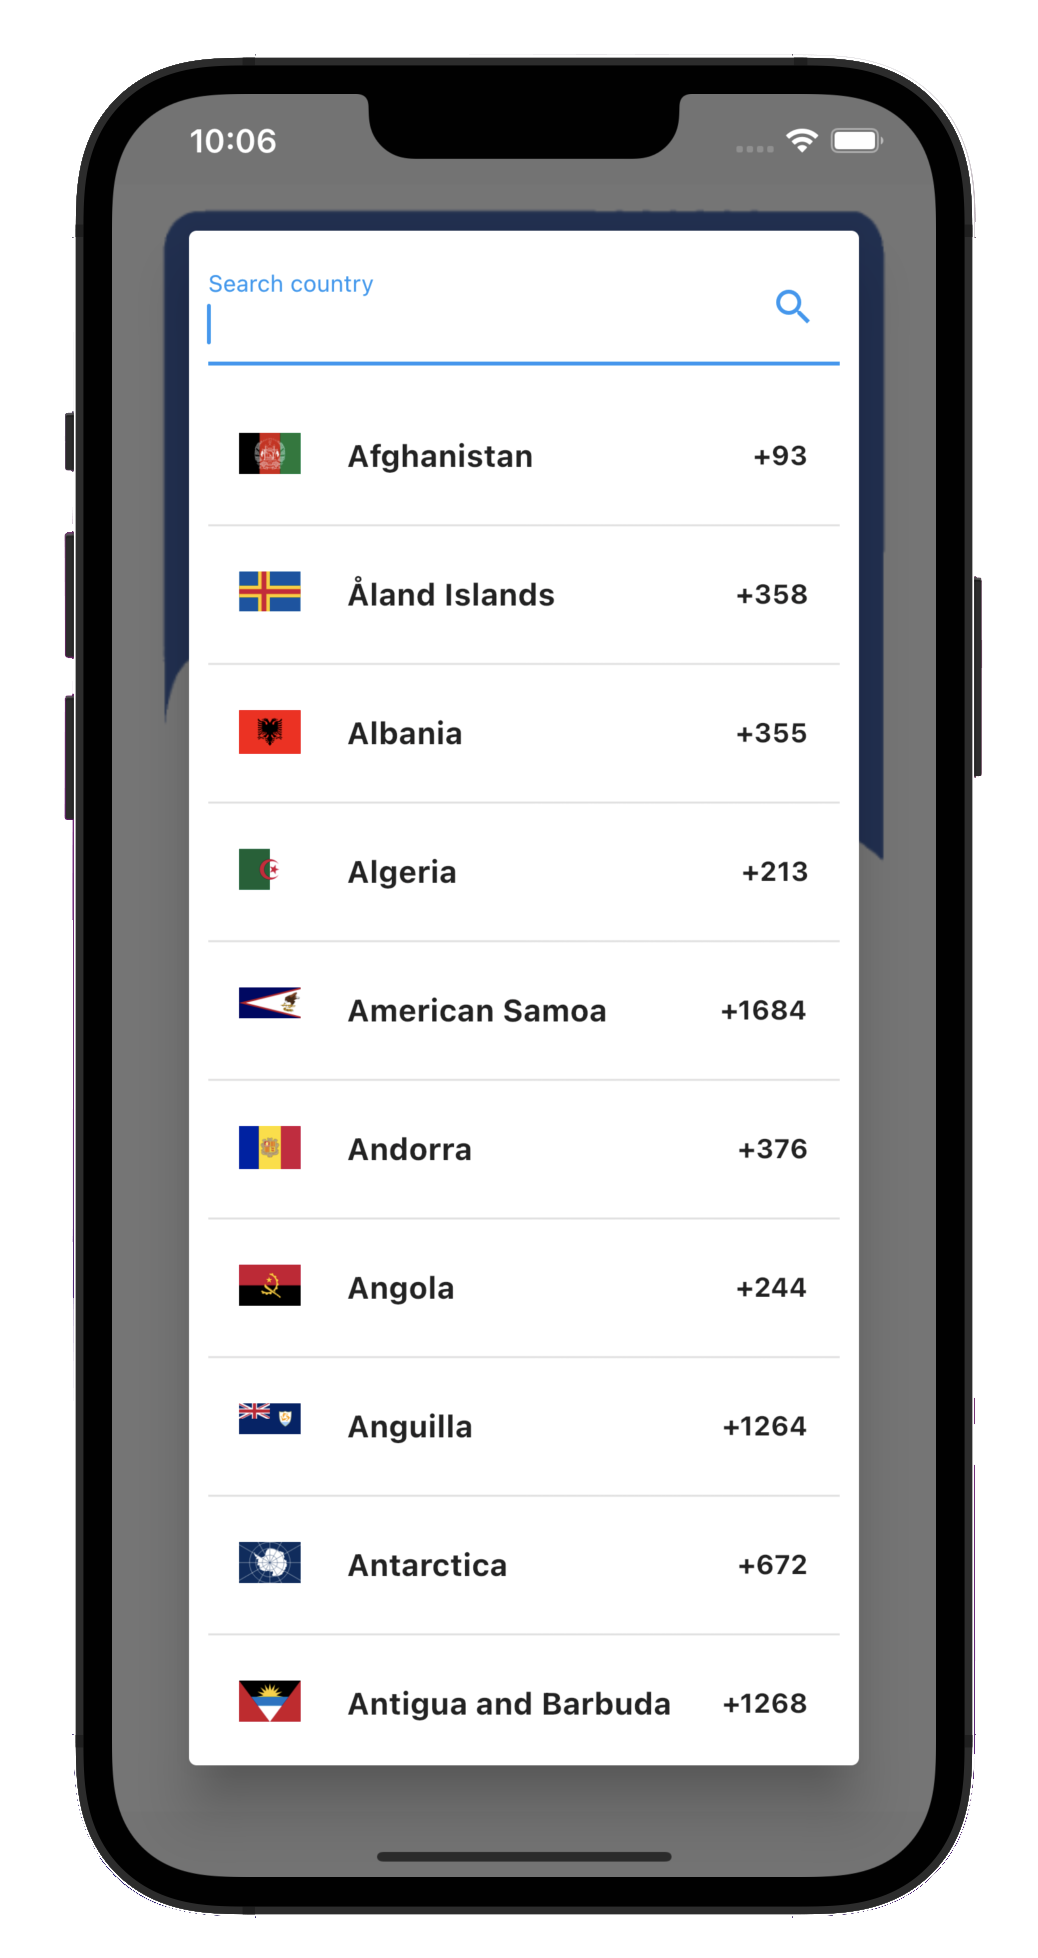 10:06
Search country
Afghanistan +93
Åland Islands +358
Albania +355
Algeria +213
American Samoa +1684
Andorra +376
Angola +244
Anguilla +1264
Antarctica +672
Antigua and Barbuda +1268